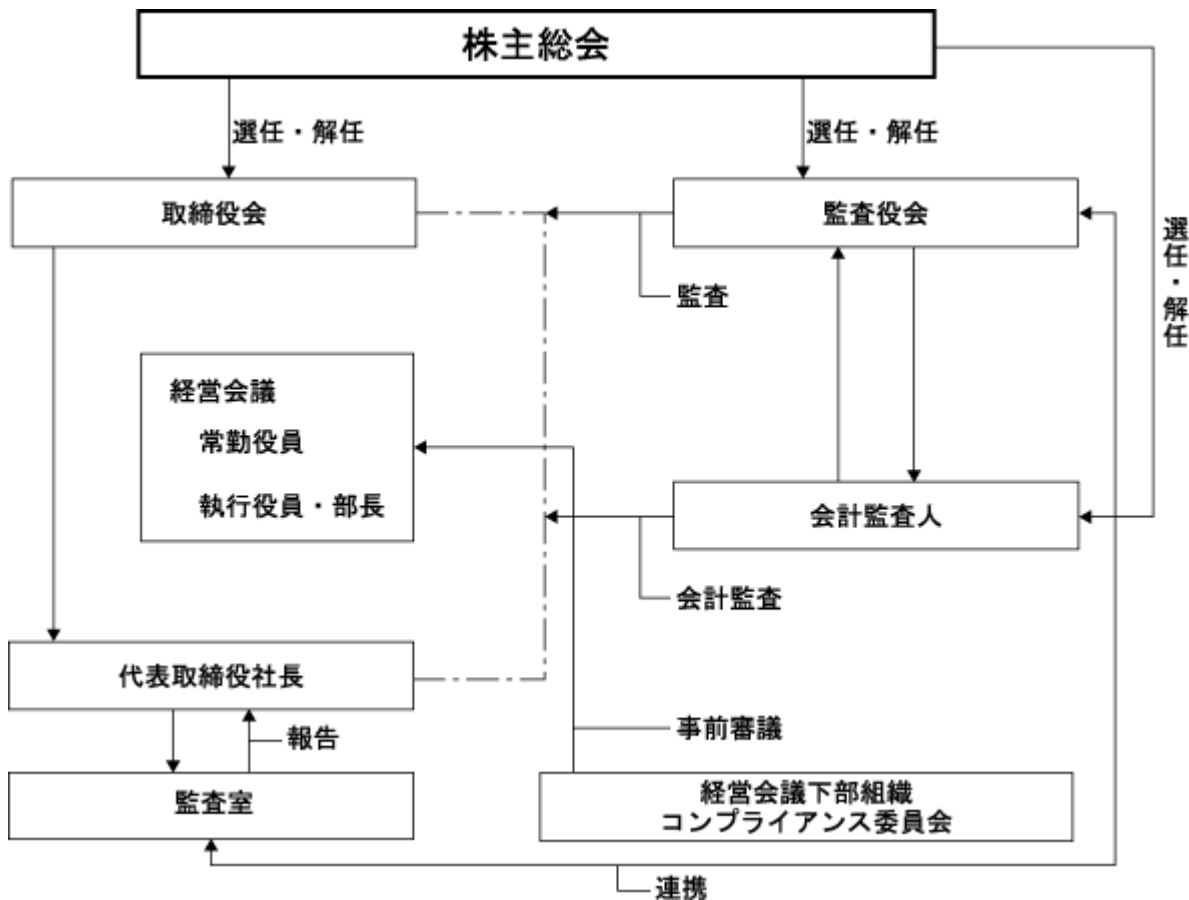 株主総会
選任・解任
選任・解任
取締役会
監査役会
選任・解任
監査
経営会議
常勤役員
執行役員・部長
会計監査人
会計監査
代表取締役社長
報告
事前審議
監査室
経営会議下部組織
コンプライアンス委員会
連携